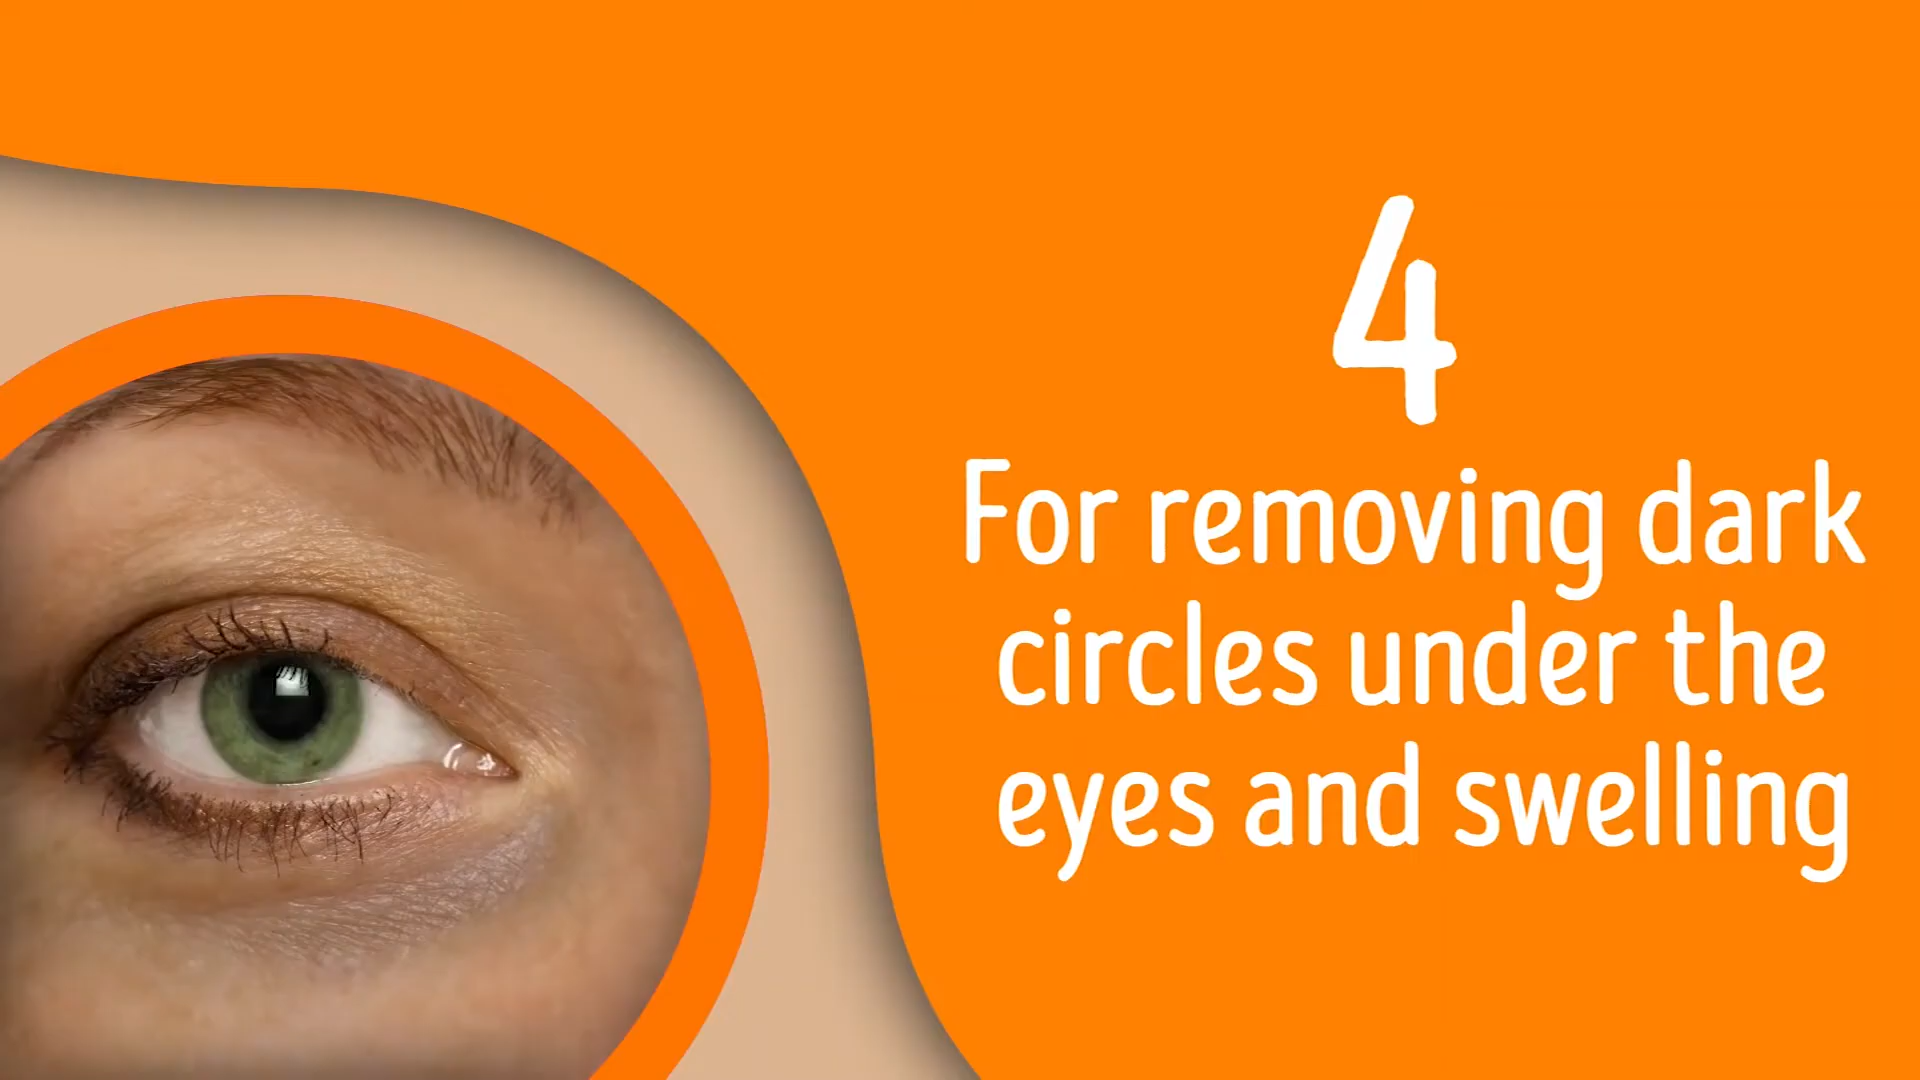 4
For removing dark
circles under the
eyes and swelling